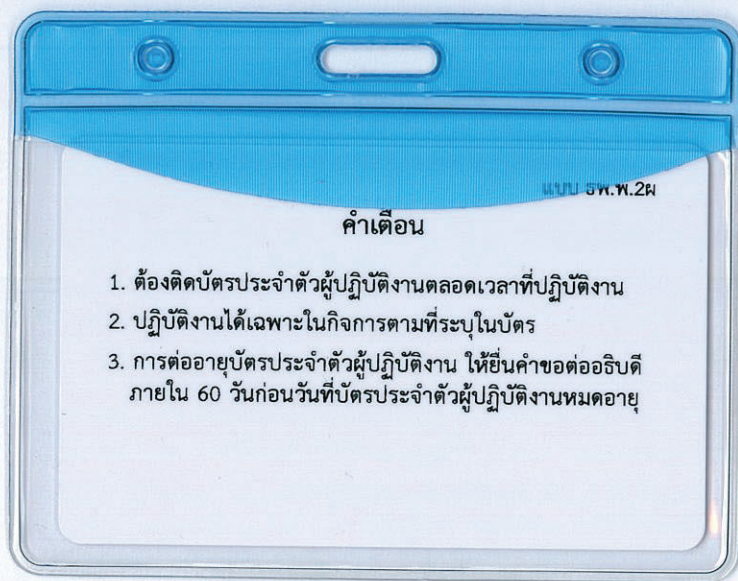 แบบ ธพ.พ.2ผ
คำเตือน
1. ต้องติดบัตรประจำตัวผู้ปฏิบัติงานตลอดเวลาที่ปฏิบัติงาน
2. ปฏิบัติงานได้เฉพาะในกิจการตามที่ระบุในบัตร
3. การต่ออายุบัตรประจำตัวผู้ปฏิบัติงาน ให้ยื่นคำขอต่ออธิบดี
ภายใน 60 วันก่อนวันที่บัตรประจำตัวผู้ปฏิบัติงานหมดอายุ